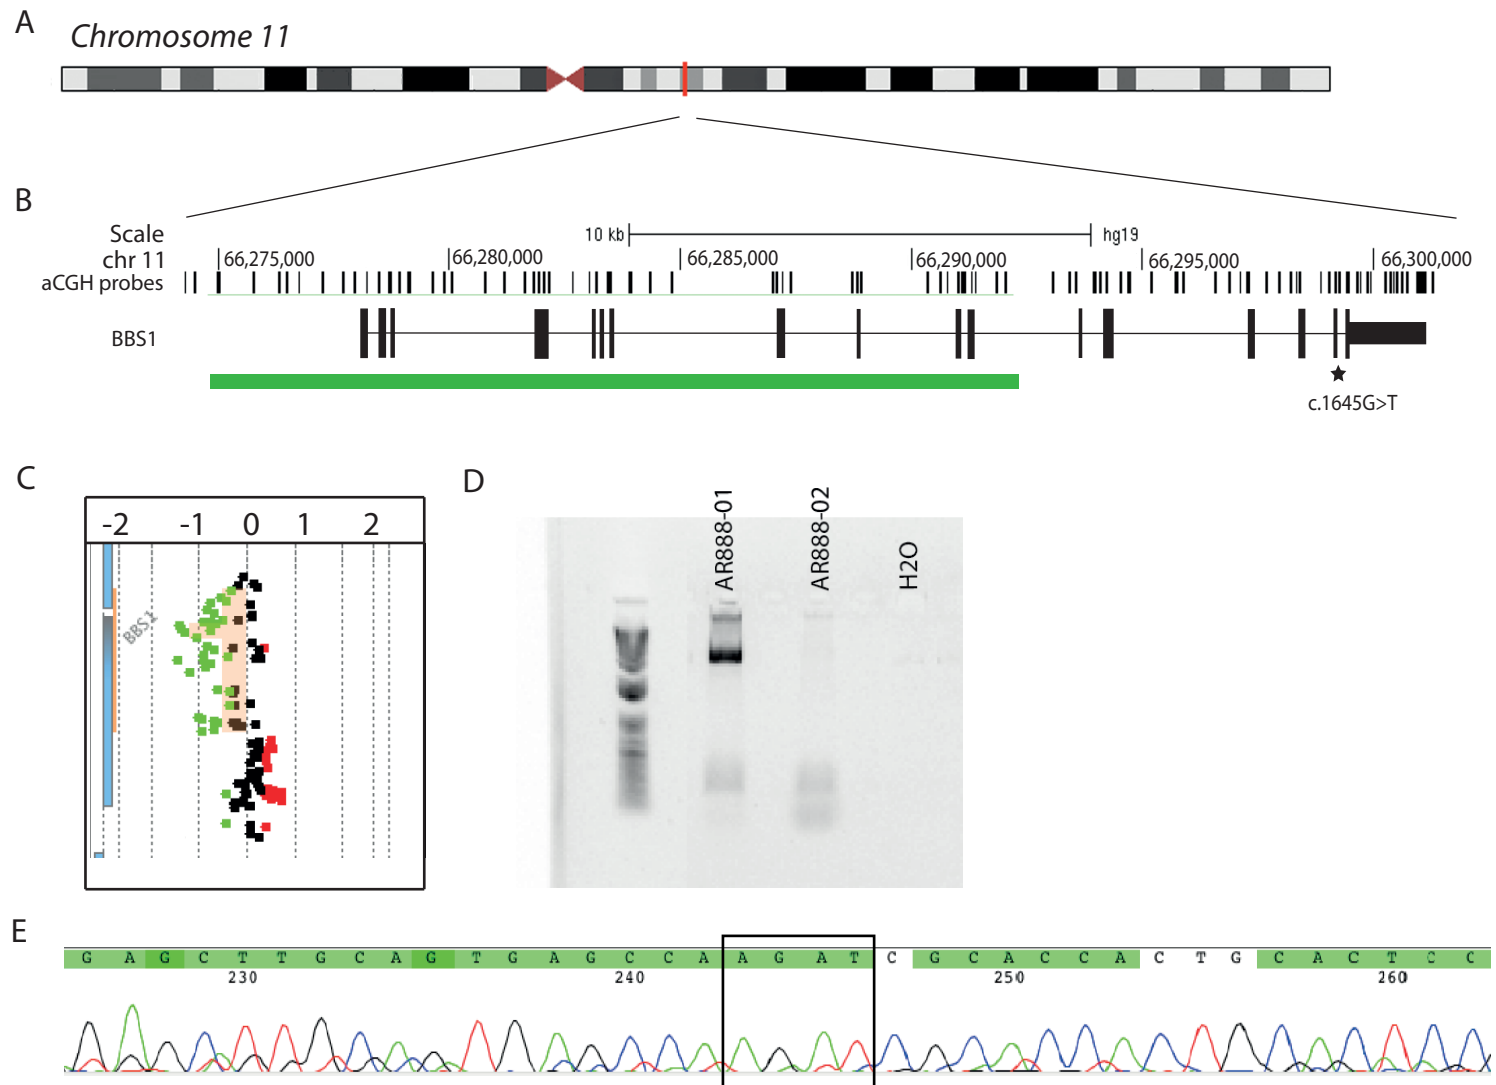 A
Chromosome 11
B
Scale
10 kb
hg19
chr 11
66,275,000
66,280,000
66,285,000
66,290,000
66,295,000
66,300,000
aCGH probes
BBS1
c.1645G>T
C
-2 -1 0 1 2
BBS1
D
AR888-01
AR888-02
H2O
E
G A G C T T G C A G T G A G C C A A G A T C G C A C C A C T G C A C T C C
230 240 250 260